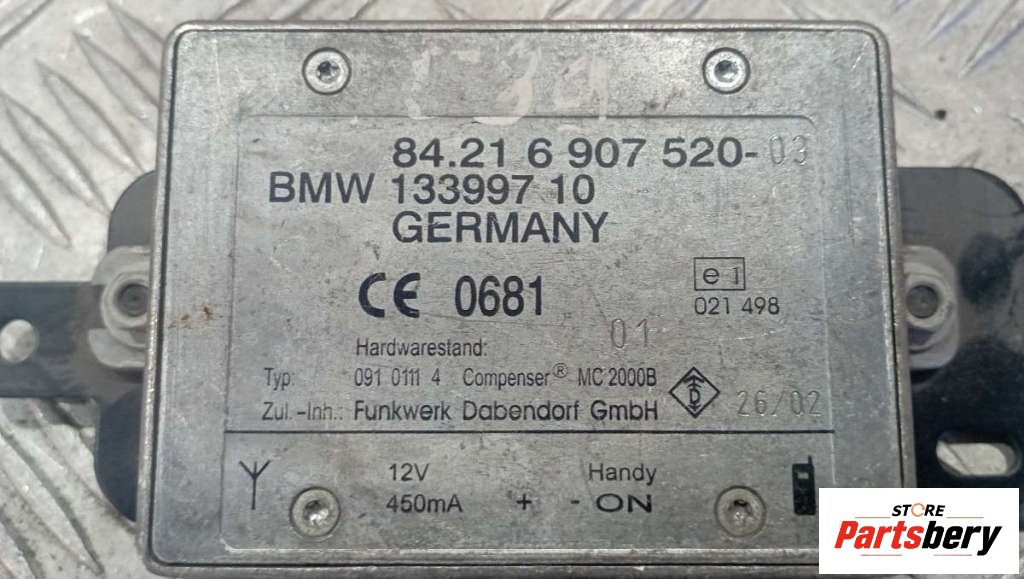 84.21 6 907 520-03
BMW 133997 10
GERMANY
CE 0681
e1
021 498
Hardwarestand: 01
Typ: 091 0111 4 Compenser® MC 2000B
Zul.-Inh.: Funkwerk Dabendorf GmbH 26/02
12V Handy
450mA + - ON
STORE
Partsbery